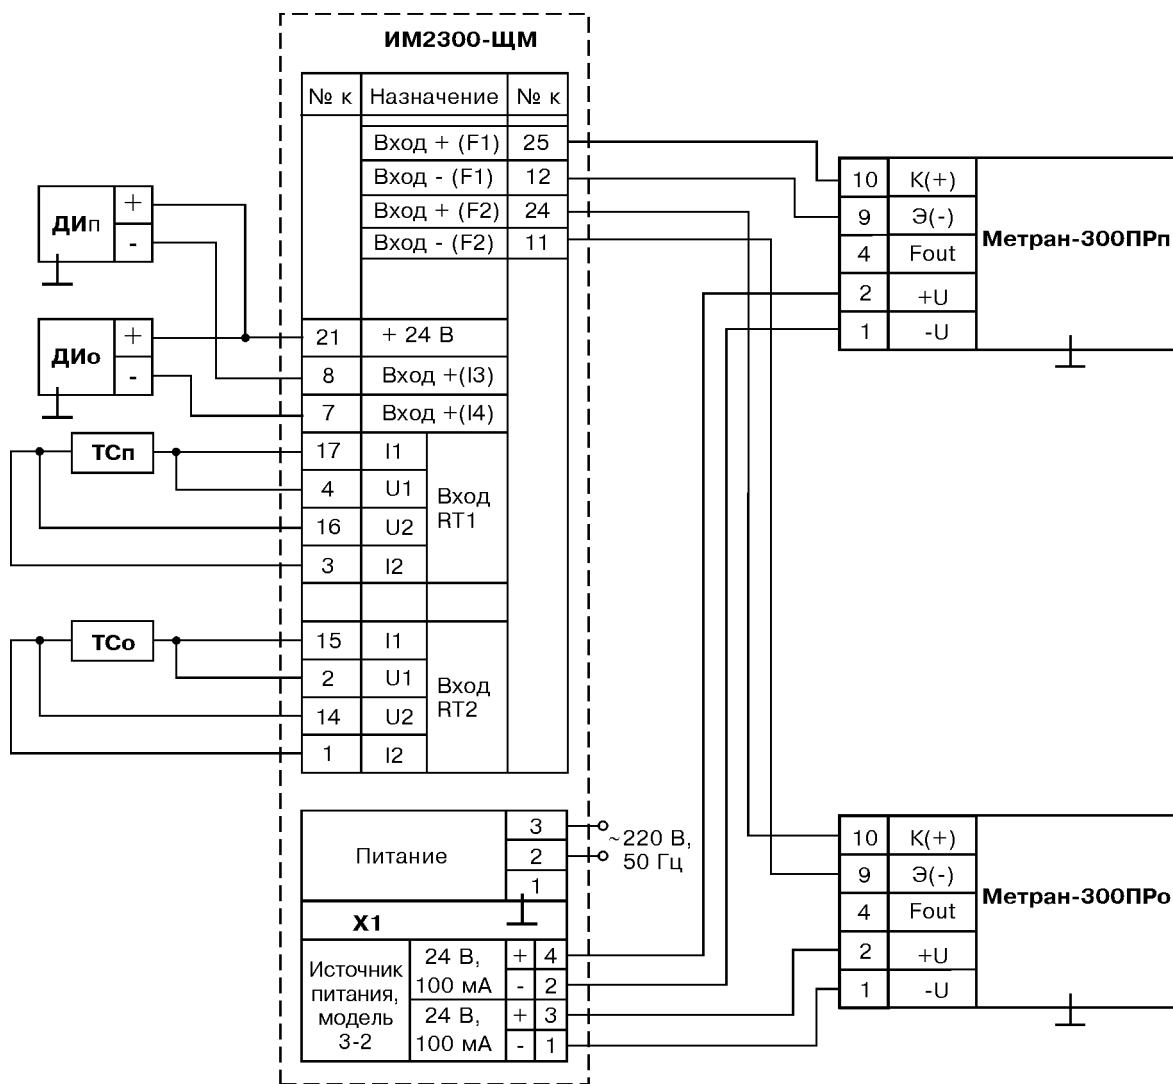 ИМ2300-ЩМ
№ к Назначение № к
Вход + (F1) 25
Вход - (F1) 12
Вход + (F2) 24
Вход - (F2) 11
ДИп + -
ДИо + -
21 + 24 В
8 Вход +(I3)
7 Вход +(I4)
ТСп
17 I1
4 U1
16 U2
3 I2
Вход
RT1
ТСо
15 I1
2 U1
14 U2
1 I2
Вход
RT2
Питание
3
2
1
~220 В,
50 Гц
X1
Источник
питания,
модель
3-2
24 В, + 4
100 мА - 2
24 В, + 3
100 мА - 1
10 К(+)
9 Э(-)
4 Fout
2 +U
1 -U
Метран-300ПРп
10 К(+)
9 Э(-)
4 Fout
2 +U
1 -U
Метран-300ПРо